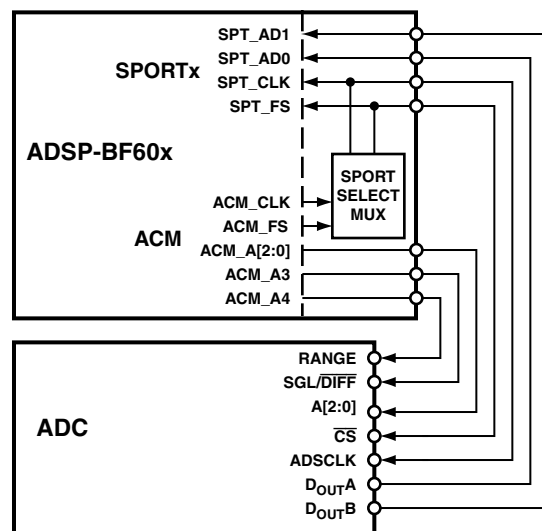 SPT_AD1
SPT_AD0
SPORTx
SPT_CLK
SPT_FS
ADSP-BF60x
SPORT
SELECT
MUX
ACM_CLK
ACM_FS
ACM
ACM_A[2:0]
ACM_A3
ACM_A4
RANGE
SGL/DIFF
A[2:0]
ADC
CS
ADSCLK
DOUTA
DOUTB